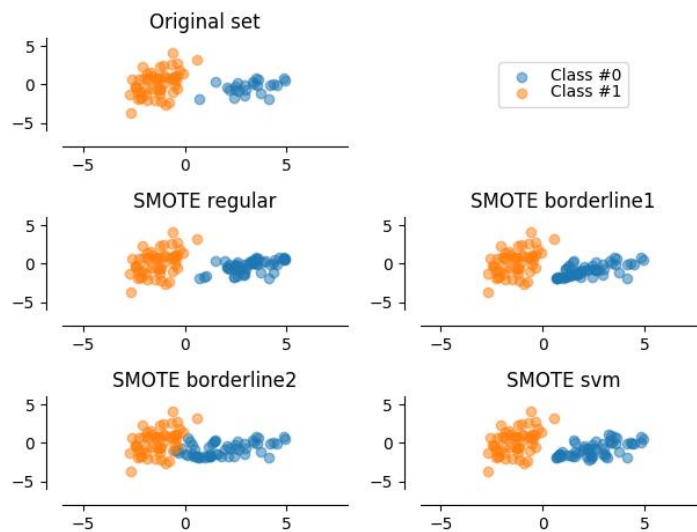 Original set
5
0
−5
−5 0 5
Class #0
Class #1
SMOTE regular
5
0
−5
−5 0 5
SMOTE borderline1
5
0
−5
−5 0 5
SMOTE borderline2
5
0
−5
−5 0 5
SMOTE svm
5
0
−5
−5 0 5